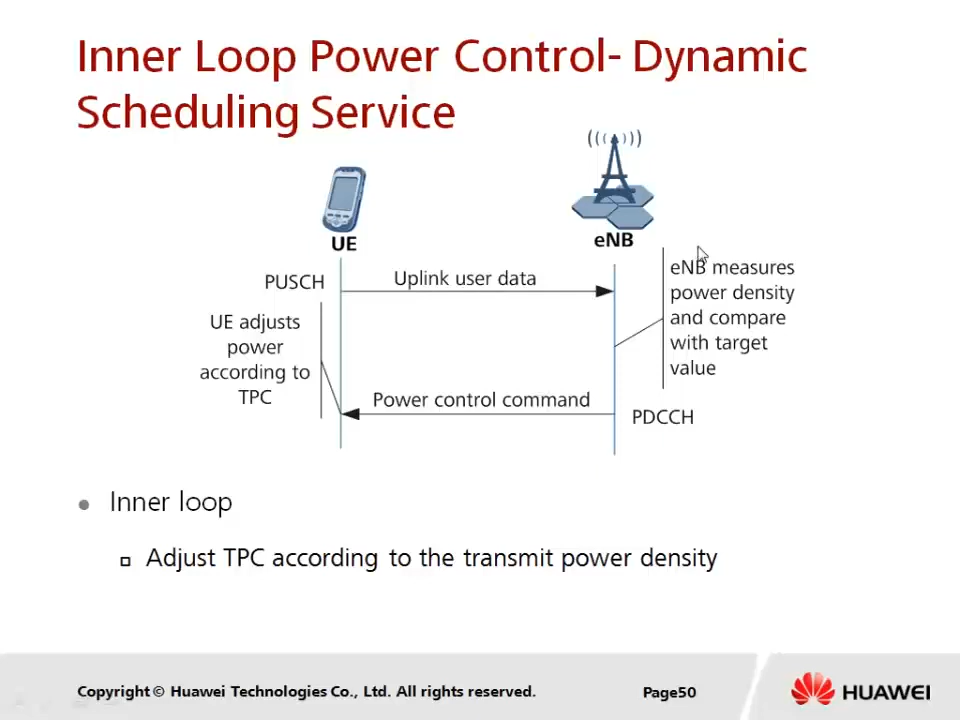 Inner Loop Power Control- Dynamic
Scheduling Service
UE
eNB
PUSCH
Uplink user data
eNB measures
power density
and compare
with target
value
UE adjusts
power
according to
TPC
Power control command
PDCCH
Inner loop
Adjust TPC according to the transmit power density
Copyright © Huawei Technologies Co., Ltd. All rights reserved.
Page50
HUAWEI